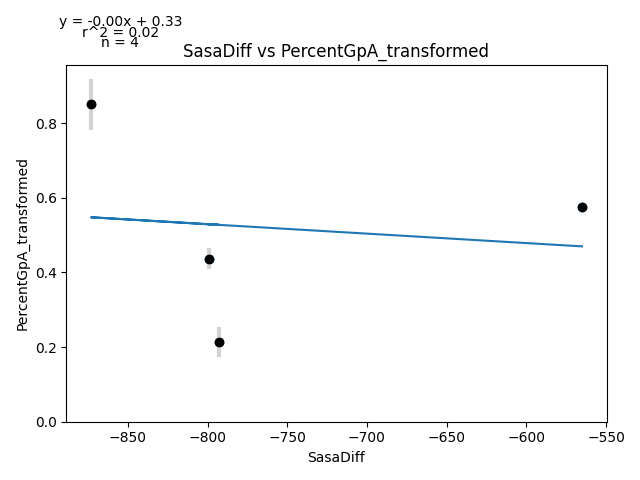 y = -0.00x + 0.33
r^2 = 0.02
n = 4
SasaDiff vs PercentGpA_transformed
PercentGpA_transformed
0.8
0.6
0.4
0.2
0.0
−850 −800 −750 −700 −650 −600 −550
SasaDiff